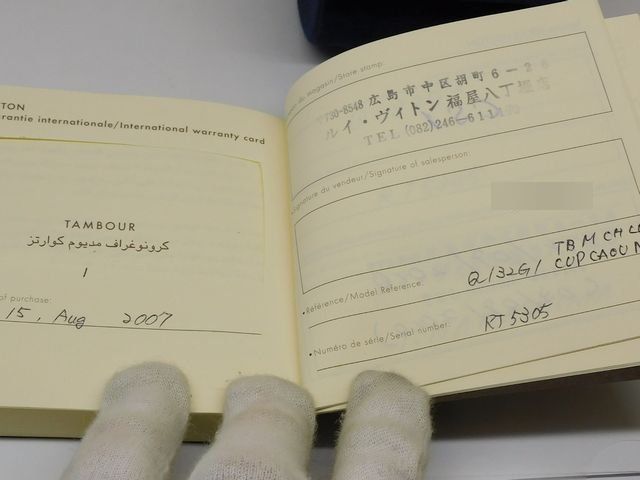 TON
arantie internationale/International warranty card
TAMBOUR
كرونوغراف مديوم كوارتز
1
of purchase:
15, Aug 2007
du magasin/Store stamp:
730-8548 広島市中区胡町6-26
ルイ・ヴィトン 福屋八丁堀店
TEL (082)246-611
Signature du vendeur/Signature of salesperson:
TBM CH
• Référence/Model Reference: Q132G1 CUP
• Numéro de série/Serial number: KT5305